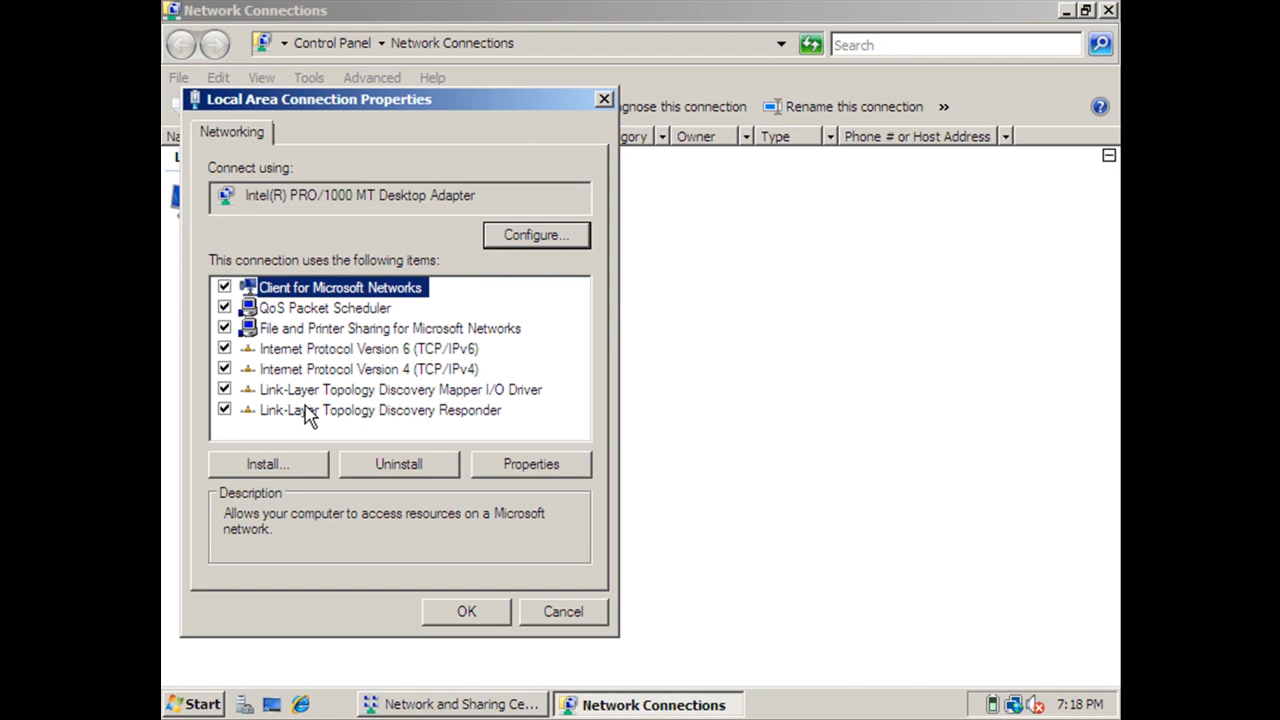 Network Connections
Control Panel Network Connections
Search
File Edit View Tools Advanced Help
Local Area Connection Properties
gnose this connection Rename this connection »
Networking
Na
gory Owner Type Phone # or Host Address
Connect using:
Intel(R) PRO/1000 MT Desktop Adapter
Configure...
This connection uses the following items:
Client for Microsoft Networks
QoS Packet Scheduler
File and Printer Sharing for Microsoft Networks
Internet Protocol Version 6 (TCP/IPv6)
Internet Protocol Version 4 (TCP/IPv4)
Link-Layer Topology Discovery Mapper I/O Driver
Link-Layer Topology Discovery Responder
Install... Uninstall Properties
Description
Allows your computer to access resources on a Microsoft
network.
OK Cancel
Start Network and Sharing Ce... Network Connections 7:18 PM